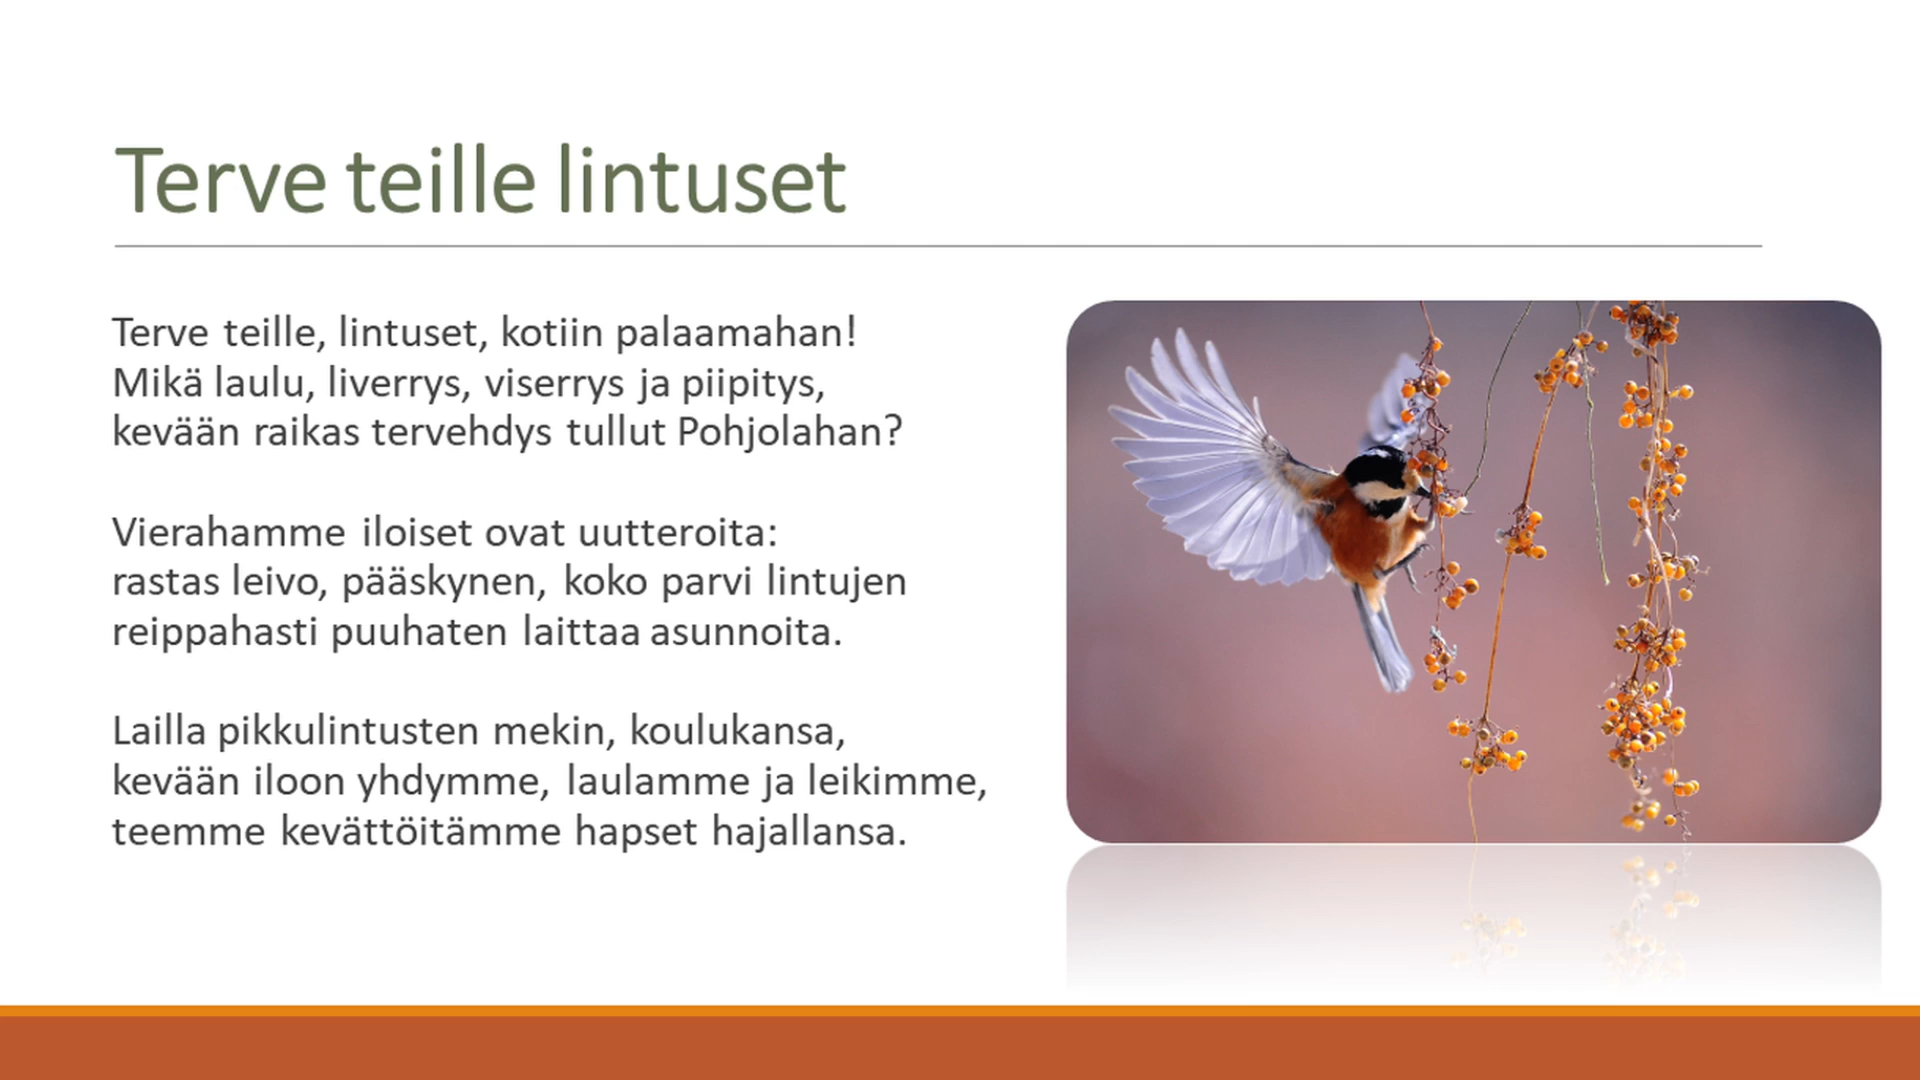 Terve teille lintuset
Terve teille, lintuset, kotiin palaamahan!
Mikä laulu, liverrys, viserrys ja piipitys,
kevään raikas tervehdys tullut Pohjolahan?
Vierahamme iloiset ovat uutteroita:
rastas leivo, pääskynen, koko parvi lintujen
reippahasti puuhaten laittaa asunnoita.
Lailla pikkulintusten mekin, koulukansa,
kevään iloon yhdymme, laulamme ja leikimme,
teemme kevättöitämme hapset hajallansa.